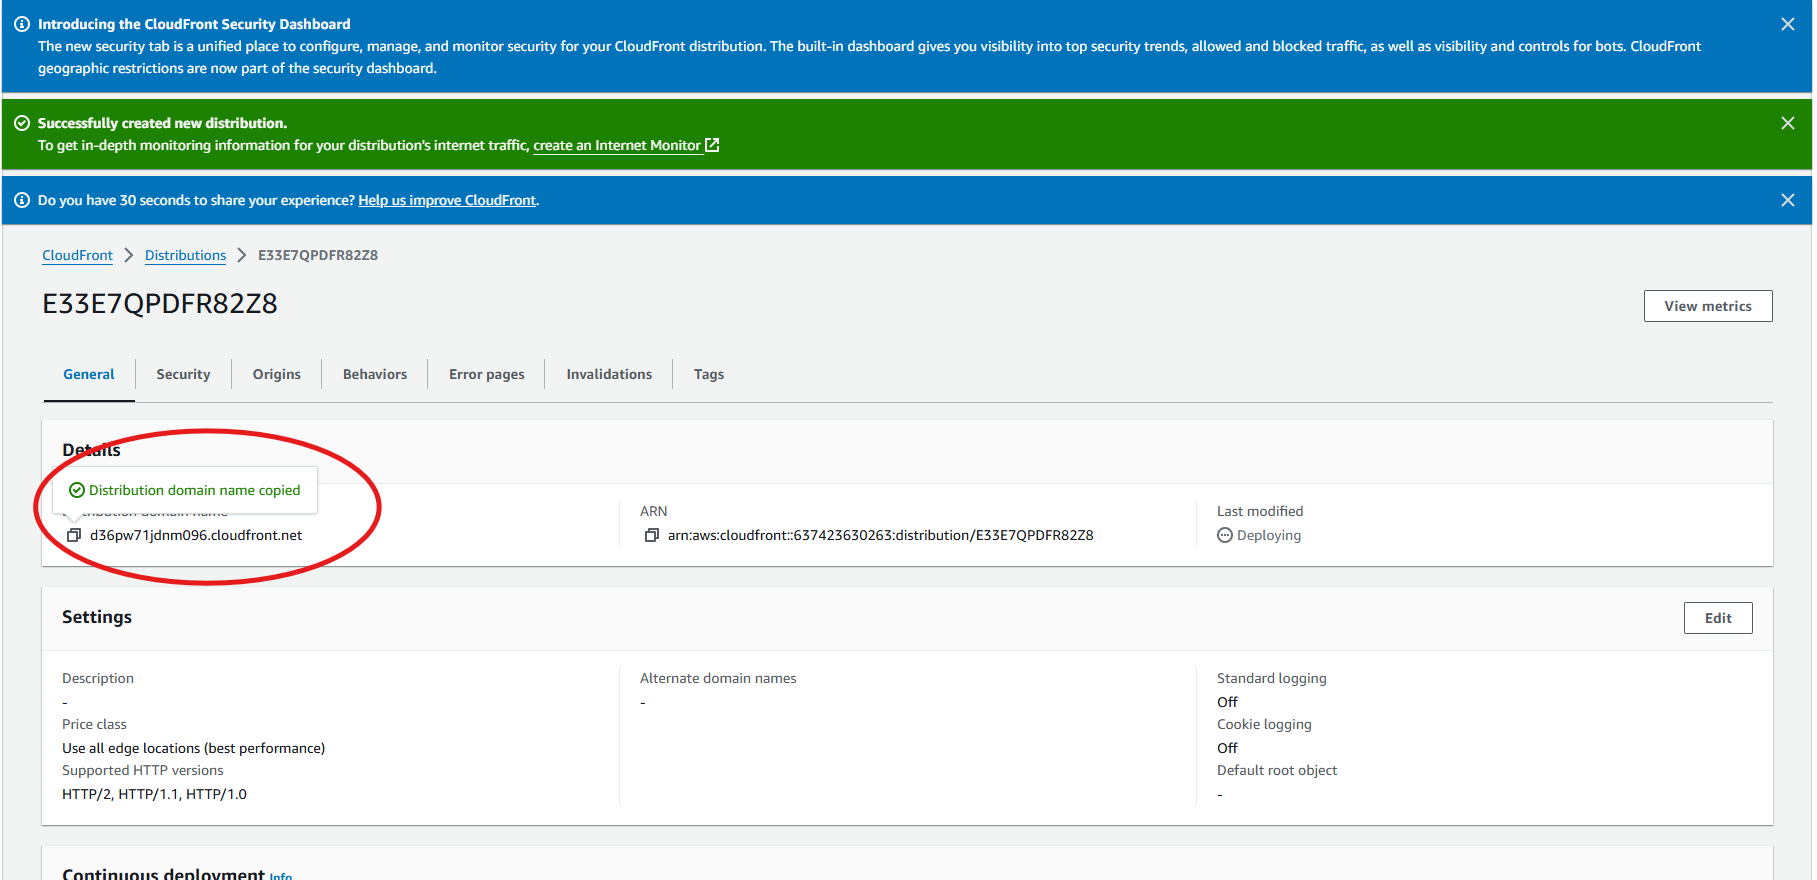 Introducing the CloudFront Security Dashboard
The new security tab is a unified place to configure, manage, and monitor security for your CloudFront distribution. The built-in dashboard gives you visibility into top security trends, allowed and blocked traffic, as well as visibility and controls for bots. CloudFront
geographic restrictions are now part of the security dashboard.
Successfully created new distribution.
To get in-depth monitoring information for your distribution's internet traffic, create an Internet Monitor
Do you have 30 seconds to share your experience? Help us improve CloudFront.
CloudFront > Distributions > E33E7QPDFR82Z8
E33E7QPDFR82Z8
View metrics
General Security Origins Behaviors Error pages Invalidations Tags
Details
Distribution domain name copied
domain name
d36pw71jdnm096.cloudfront.net
ARN
arn:aws:cloudfront::637423630263:distribution/E33E7QPDFR82Z8
Last modified
Deploying
Settings
Edit
Description
-
Price class
Use all edge locations (best performance)
Supported HTTP versions
HTTP/2, HTTP/1.1, HTTP/1.0
Alternate domain names
-
Standard logging
Off
Cookie logging
Off
Default root object
-
Continuous deployment Info